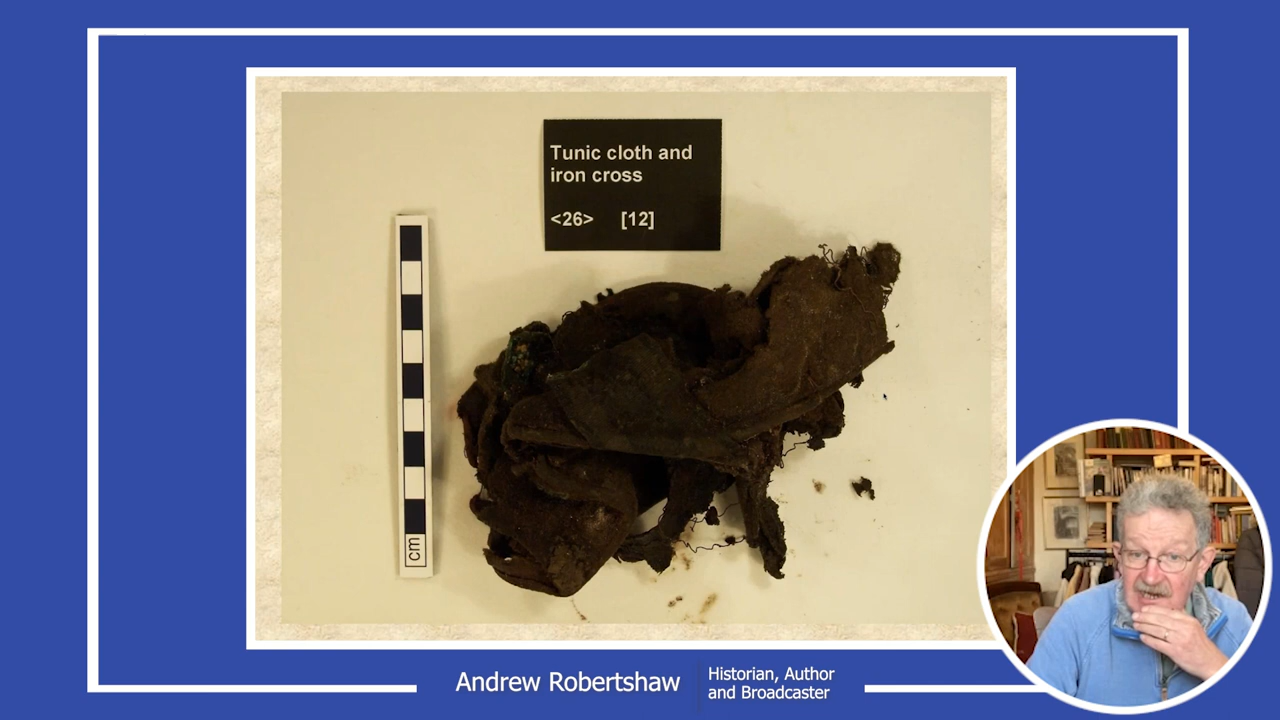 Tunic cloth and
iron cross
<26> [12]
cm
Andrew Robertshaw
Historian, Author
and Broadcaster